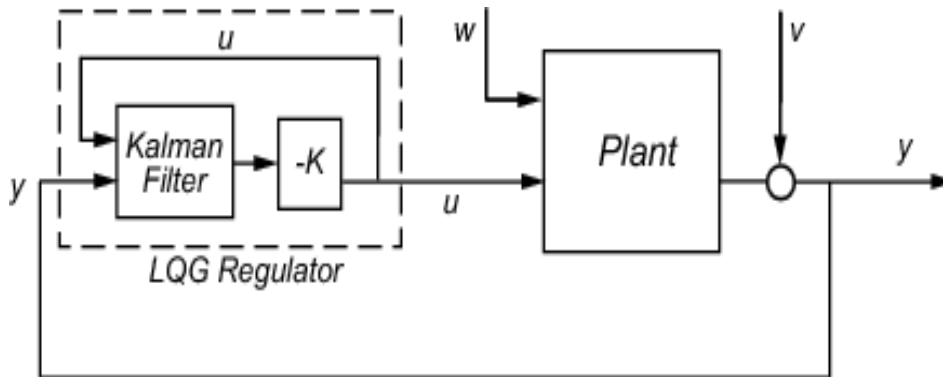 u
w
v
Kalman
Filter
-K
Plant
y
y
u
LQG Regulator